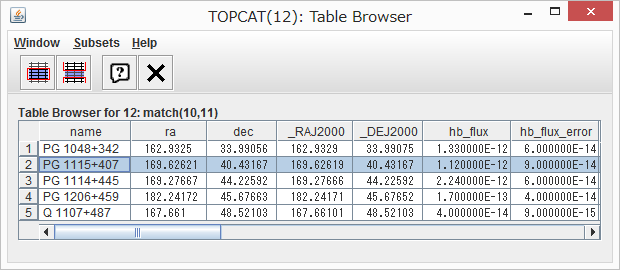 TOPCAT(12): Table Browser
Window Subsets Help
Table Browser for 12: match(10,11)
name ra dec _RAJ2000 _DEJ2000 hb_flux hb_flux_error
1 PG 1048+342 162.9325 33.99056 162.9329 33.99075 1.330000E-12 6.000000E-14
2 PG 1115+407 169.62621 40.43167 169.62619 40.43167 1.120000E-12 9.000000E-14
3 PG 1114+445 169.27667 44.22592 169.27666 44.22592 2.240000E-12 6.000000E-14
4 PG 1206+459 182.24172 45.67663 182.24171 45.67652 1.700000E-13 4.000000E-14
5 Q 1107+487 167.661 48.52103 167.66101 48.52103 4.000000E-14 9.000000E-15